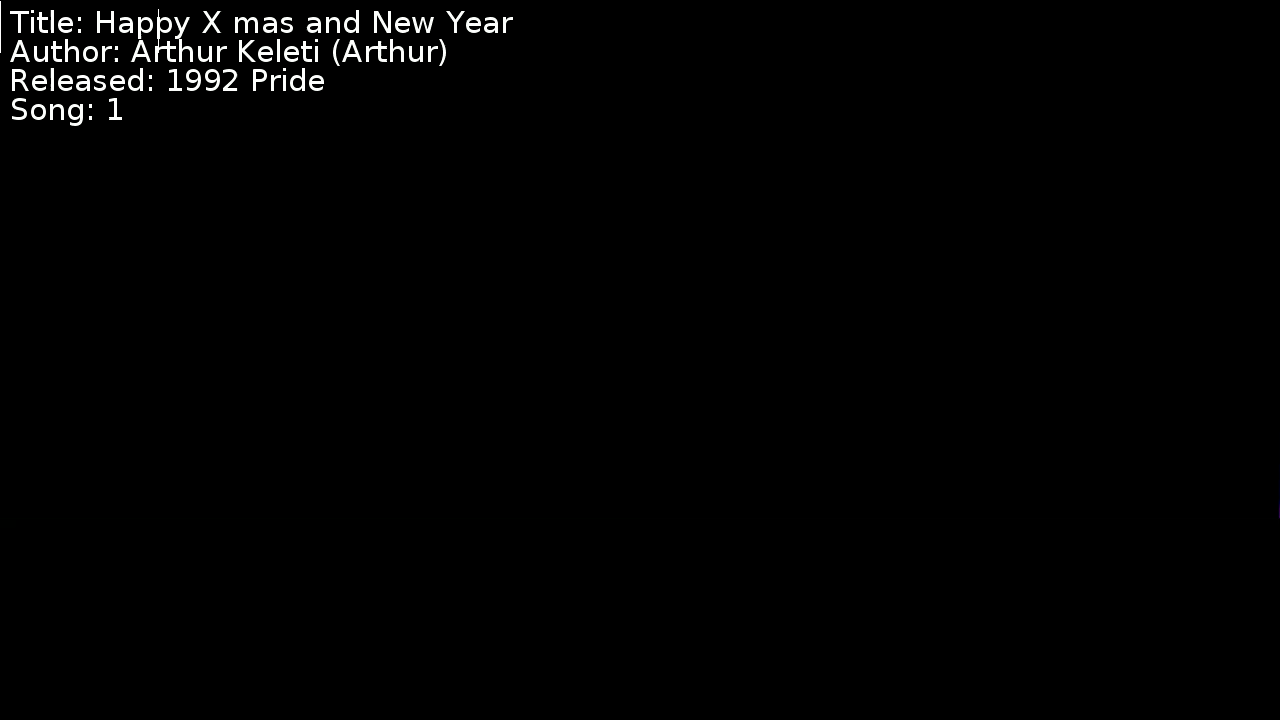 Title: Happy X mas and New Year
Author: Arthur Keleti (Arthur)
Released: 1992 Pride
Song: 1